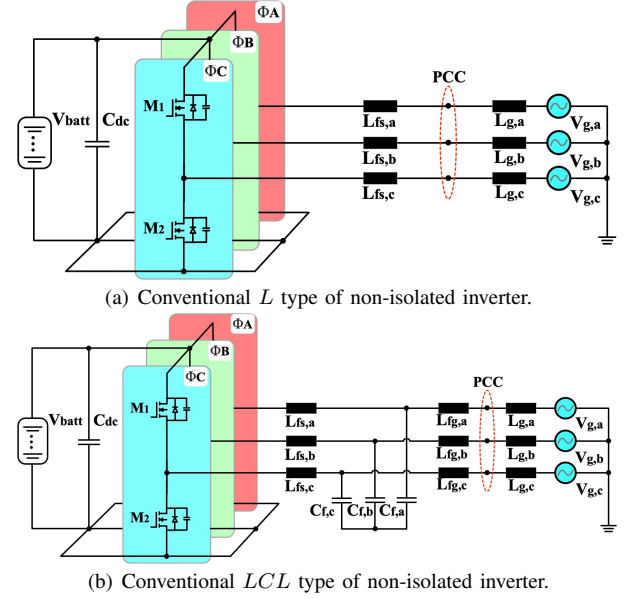 ΦA
ΦB
ΦC
PCC
Vbatt Cdc M1
Lfs,a Lg,a Vg,a
Lfs,b Lg,b Vg,b
Lfs,c Lg,c Vg,c
M2
(a) Conventional L type of non-isolated inverter.
ΦA
ΦB
ΦC
PCC
Vbatt Cdc M1
Lfs,a Lfg,a Lg,a Vg,a
Lfs,b Lfg,b Lg,b Vg,b
Lfs,c Lfg,c Lg,c Vg,c
M2 Cf,c Cf,b Cf,a
(b) Conventional LCL type of non-isolated inverter.